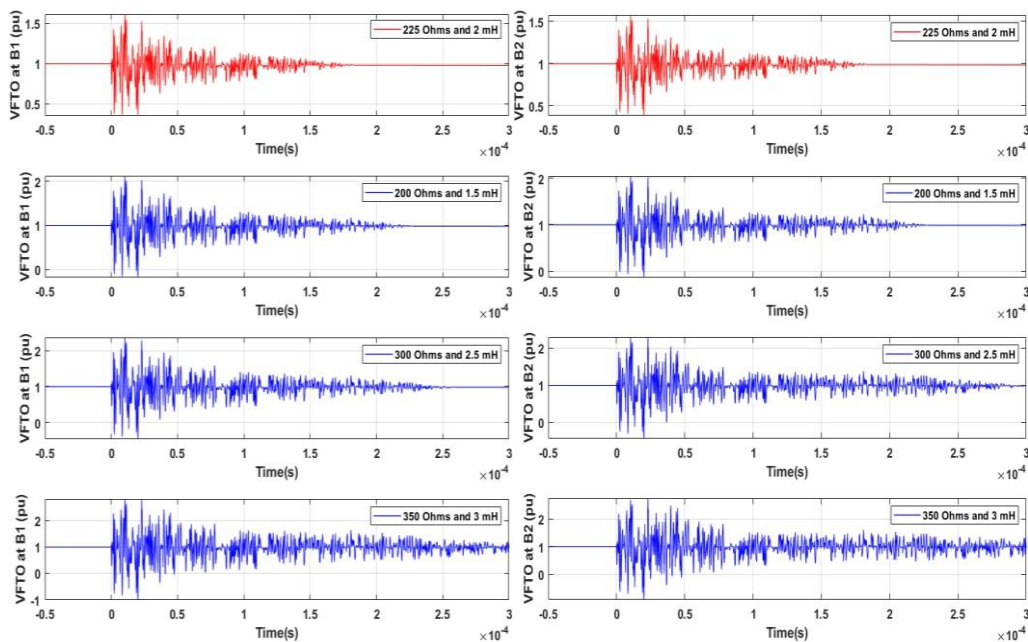 VFTO at B1 (pu)
1.5
1
0.5
225 Ohms and 2 mH
-0.5 0 0.5 1 1.5 2 2.5 3
Time(s)
×10-4
VFTO at B2 (pu)
1.5
1
0.5
225 Ohms and 2 mH
-0.5 0 0.5 1 1.5 2 2.5 3
Time(s)
×10-4
VFTO at B1 (pu)
2
1
0
200 Ohms and 1.5 mH
-0.5 0 0.5 1 1.5 2 2.5 3
Time(s)
×10-4
VFTO at B2 (pu)
2
1
0
200 Ohms and 1.5 mH
-0.5 0 0.5 1 1.5 2 2.5 3
Time(s)
×10-4
VFTO at B1 (pu)
2
1
0
300 Ohms and 2.5 mH
-0.5 0 0.5 1 1.5 2 2.5 3
Time(s)
×10-4
VFTO at B2 (pu)
2
1
0
300 Ohms and 2.5 mH
-0.5 0 0.5 1 1.5 2 2.5 3
Time(s)
×10-4
VFTO at B1 (pu)
2
1
0
-1
350 Ohms and 3 mH
-0.5 0 0.5 1 1.5 2 2.5 3
Time(s)
×10-4
VFTO at B2 (pu)
2
1
0
350 Ohms and 3 mH
-0.5 0 0.5 1 1.5 2 2.5 3
Time(s)
×10-4